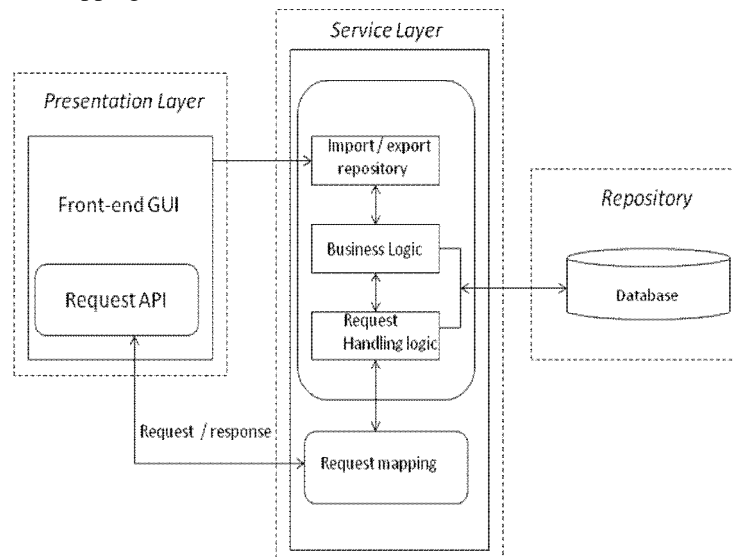 Service Layer
Presentation Layer
Import / export
repository
Front-end GUI
Repository
Business Logic
Request API
Database
Request
Handling logic
Request / response
Request mapping